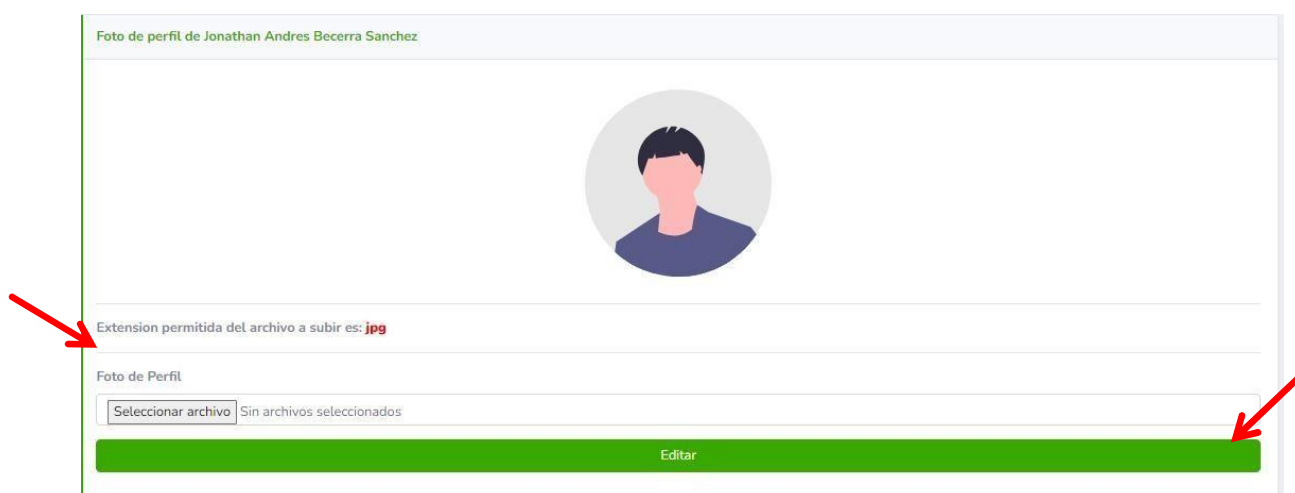 Foto de perfil de Jonathan Andres Becerra Sanchez
Extension permitida del archivo a subir es: jpg
Foto de Perfil
Seleccionar archivo Sin archivos seleccionados
Editar